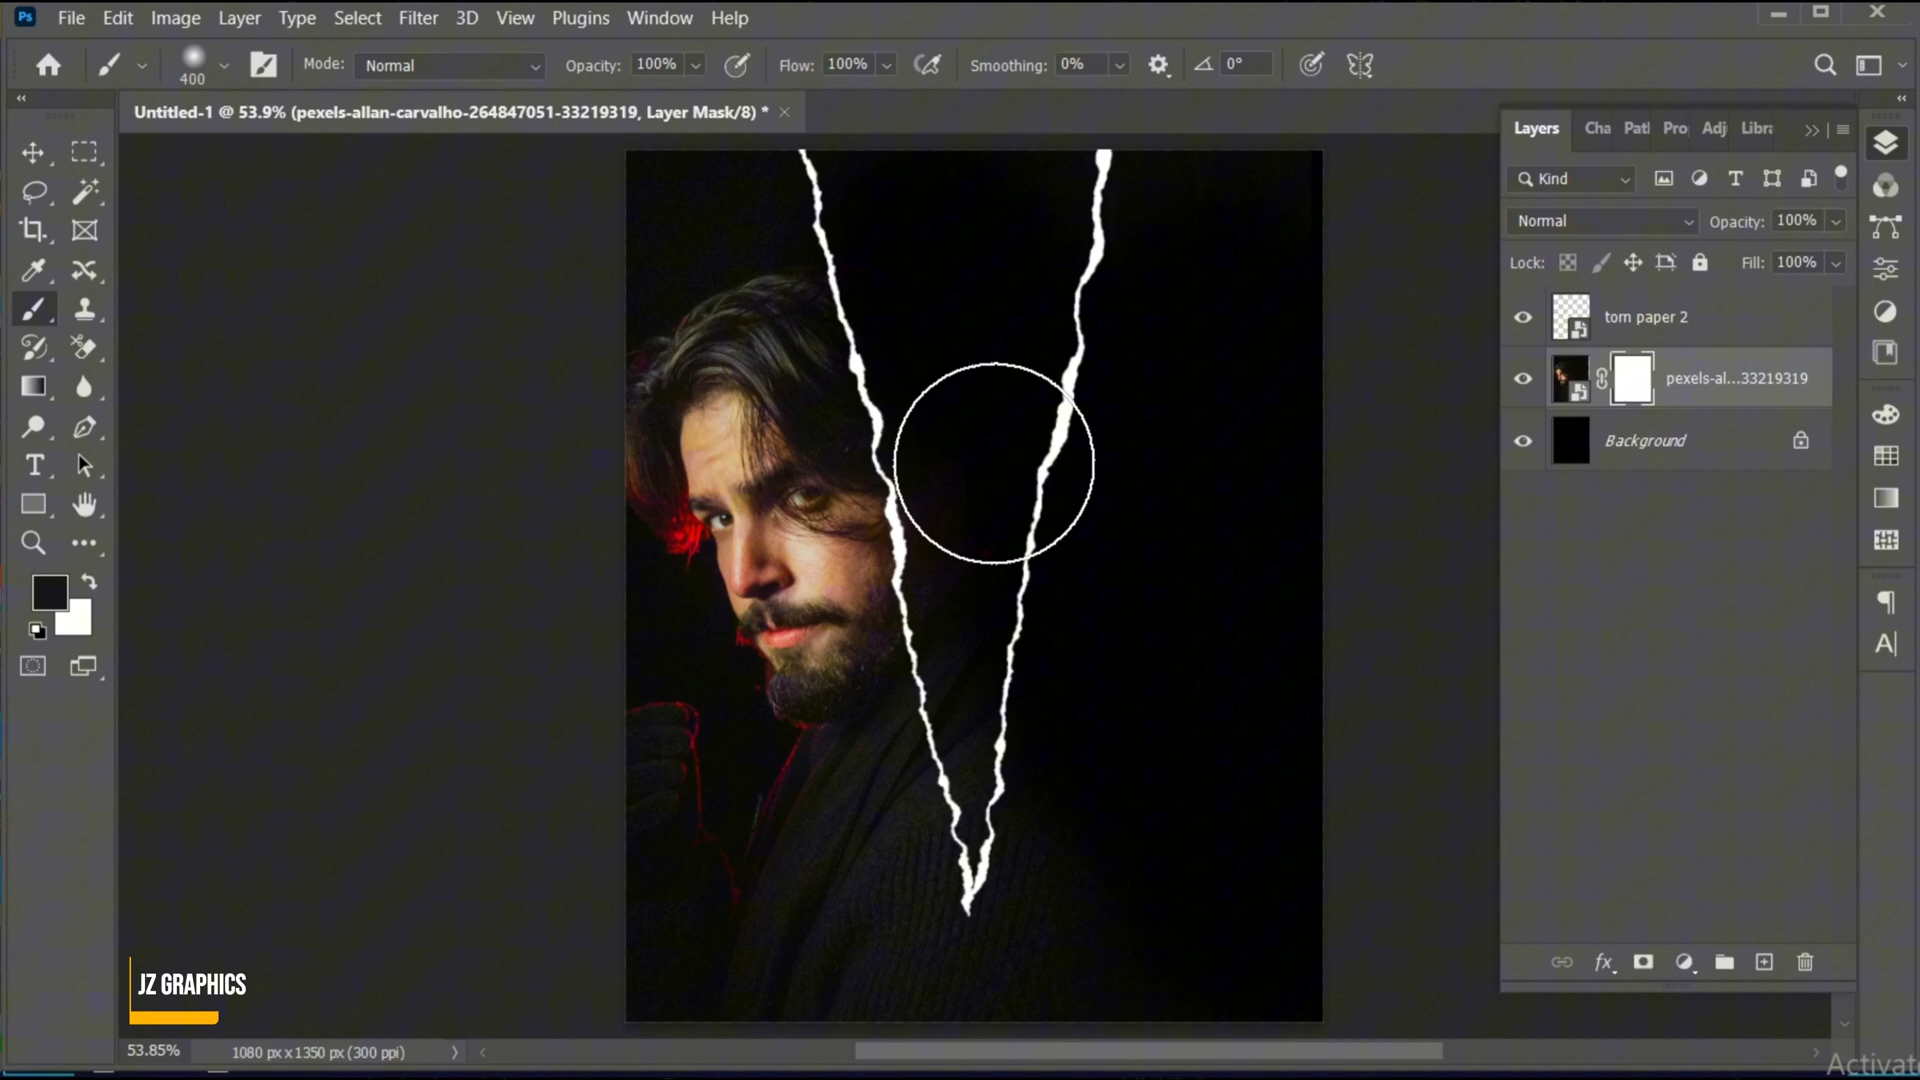 Ps File Edit Image Layer Type Select Filter 3D View Plugins Window Help
400 Mode: Normal Opacity: 100% Flow: 100% Smoothing: 0% 0°
Untitled-1 @ 53.9% (pexels-allan-carvalho-264847051-33219319, Layer Mask/8) *
Layers Cha Patl Pro Adj Libra
Kind
Normal Opacity: 100%
Lock: Fill: 100%
torn paper 2
pexels-al...33219319
Background
fx
JZ GRAPHICS
53.85% 1080 px x 1350 px (300 ppi)
Activat